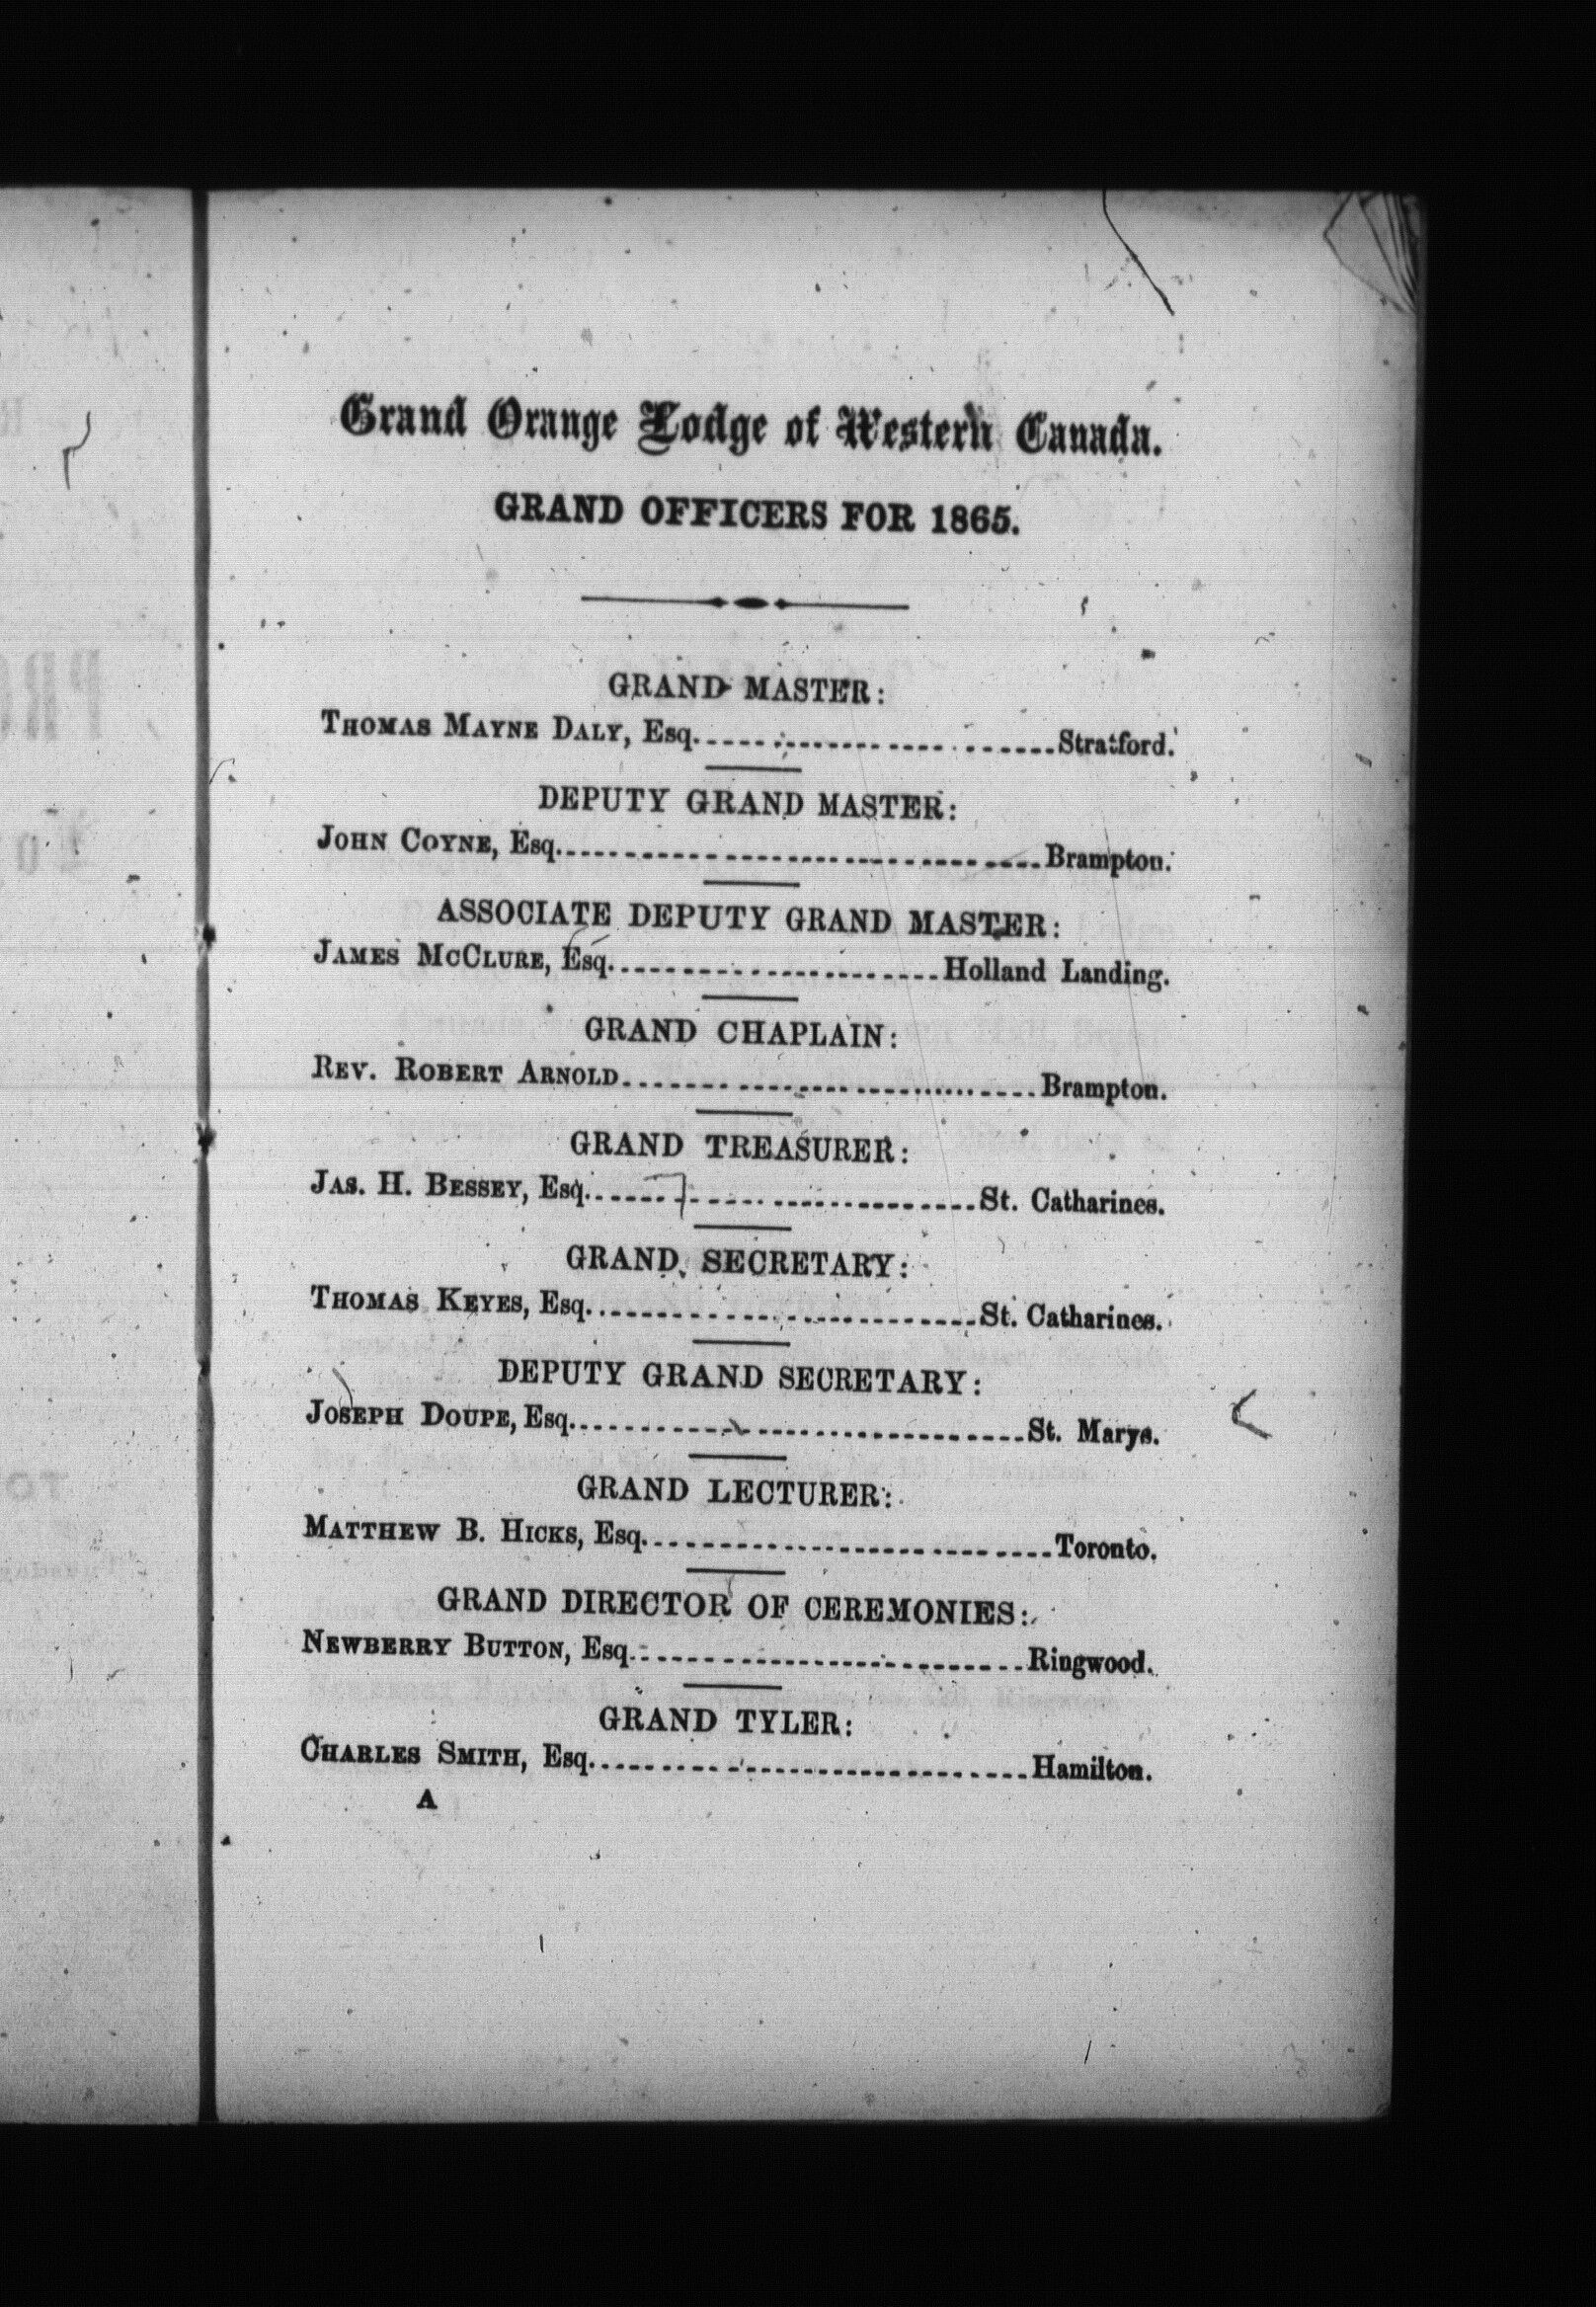 Grand Orange Lodge of Western Canada.
GRAND OFFICERS FOR 1865.
GRAND MASTER:
THOMAS MAYNE DALY, Esq. Stratford.
DEPUTY GRAND MASTER:
JOHN COYNE, Esq. Brampton.
ASSOCIATE DEPUTY GRAND MASTER:
JAMES MCCLURE, Esq. Holland Landing.
GRAND CHAPLAIN:
REV. ROBERT ARNOLD Brampton.
GRAND TREASURER:
JAS. H. BESSEY, Esq. St. Catharines.
GRAND SECRETARY:
THOMAS KEYES, Esq. St. Catharines.
DEPUTY GRAND SECRETARY:
JOSEPH DOUPE, Esq. St. Marys.
GRAND LECTURER:
MATTHEW B. HICKS, Esq. Toronto.
GRAND DIRECTOR OF CEREMONIES:
NEWBERRY BUTTON, Esq. Ringwood.
GRAND TYLER:
CHARLES SMITH, Esq. Hamilton.
A